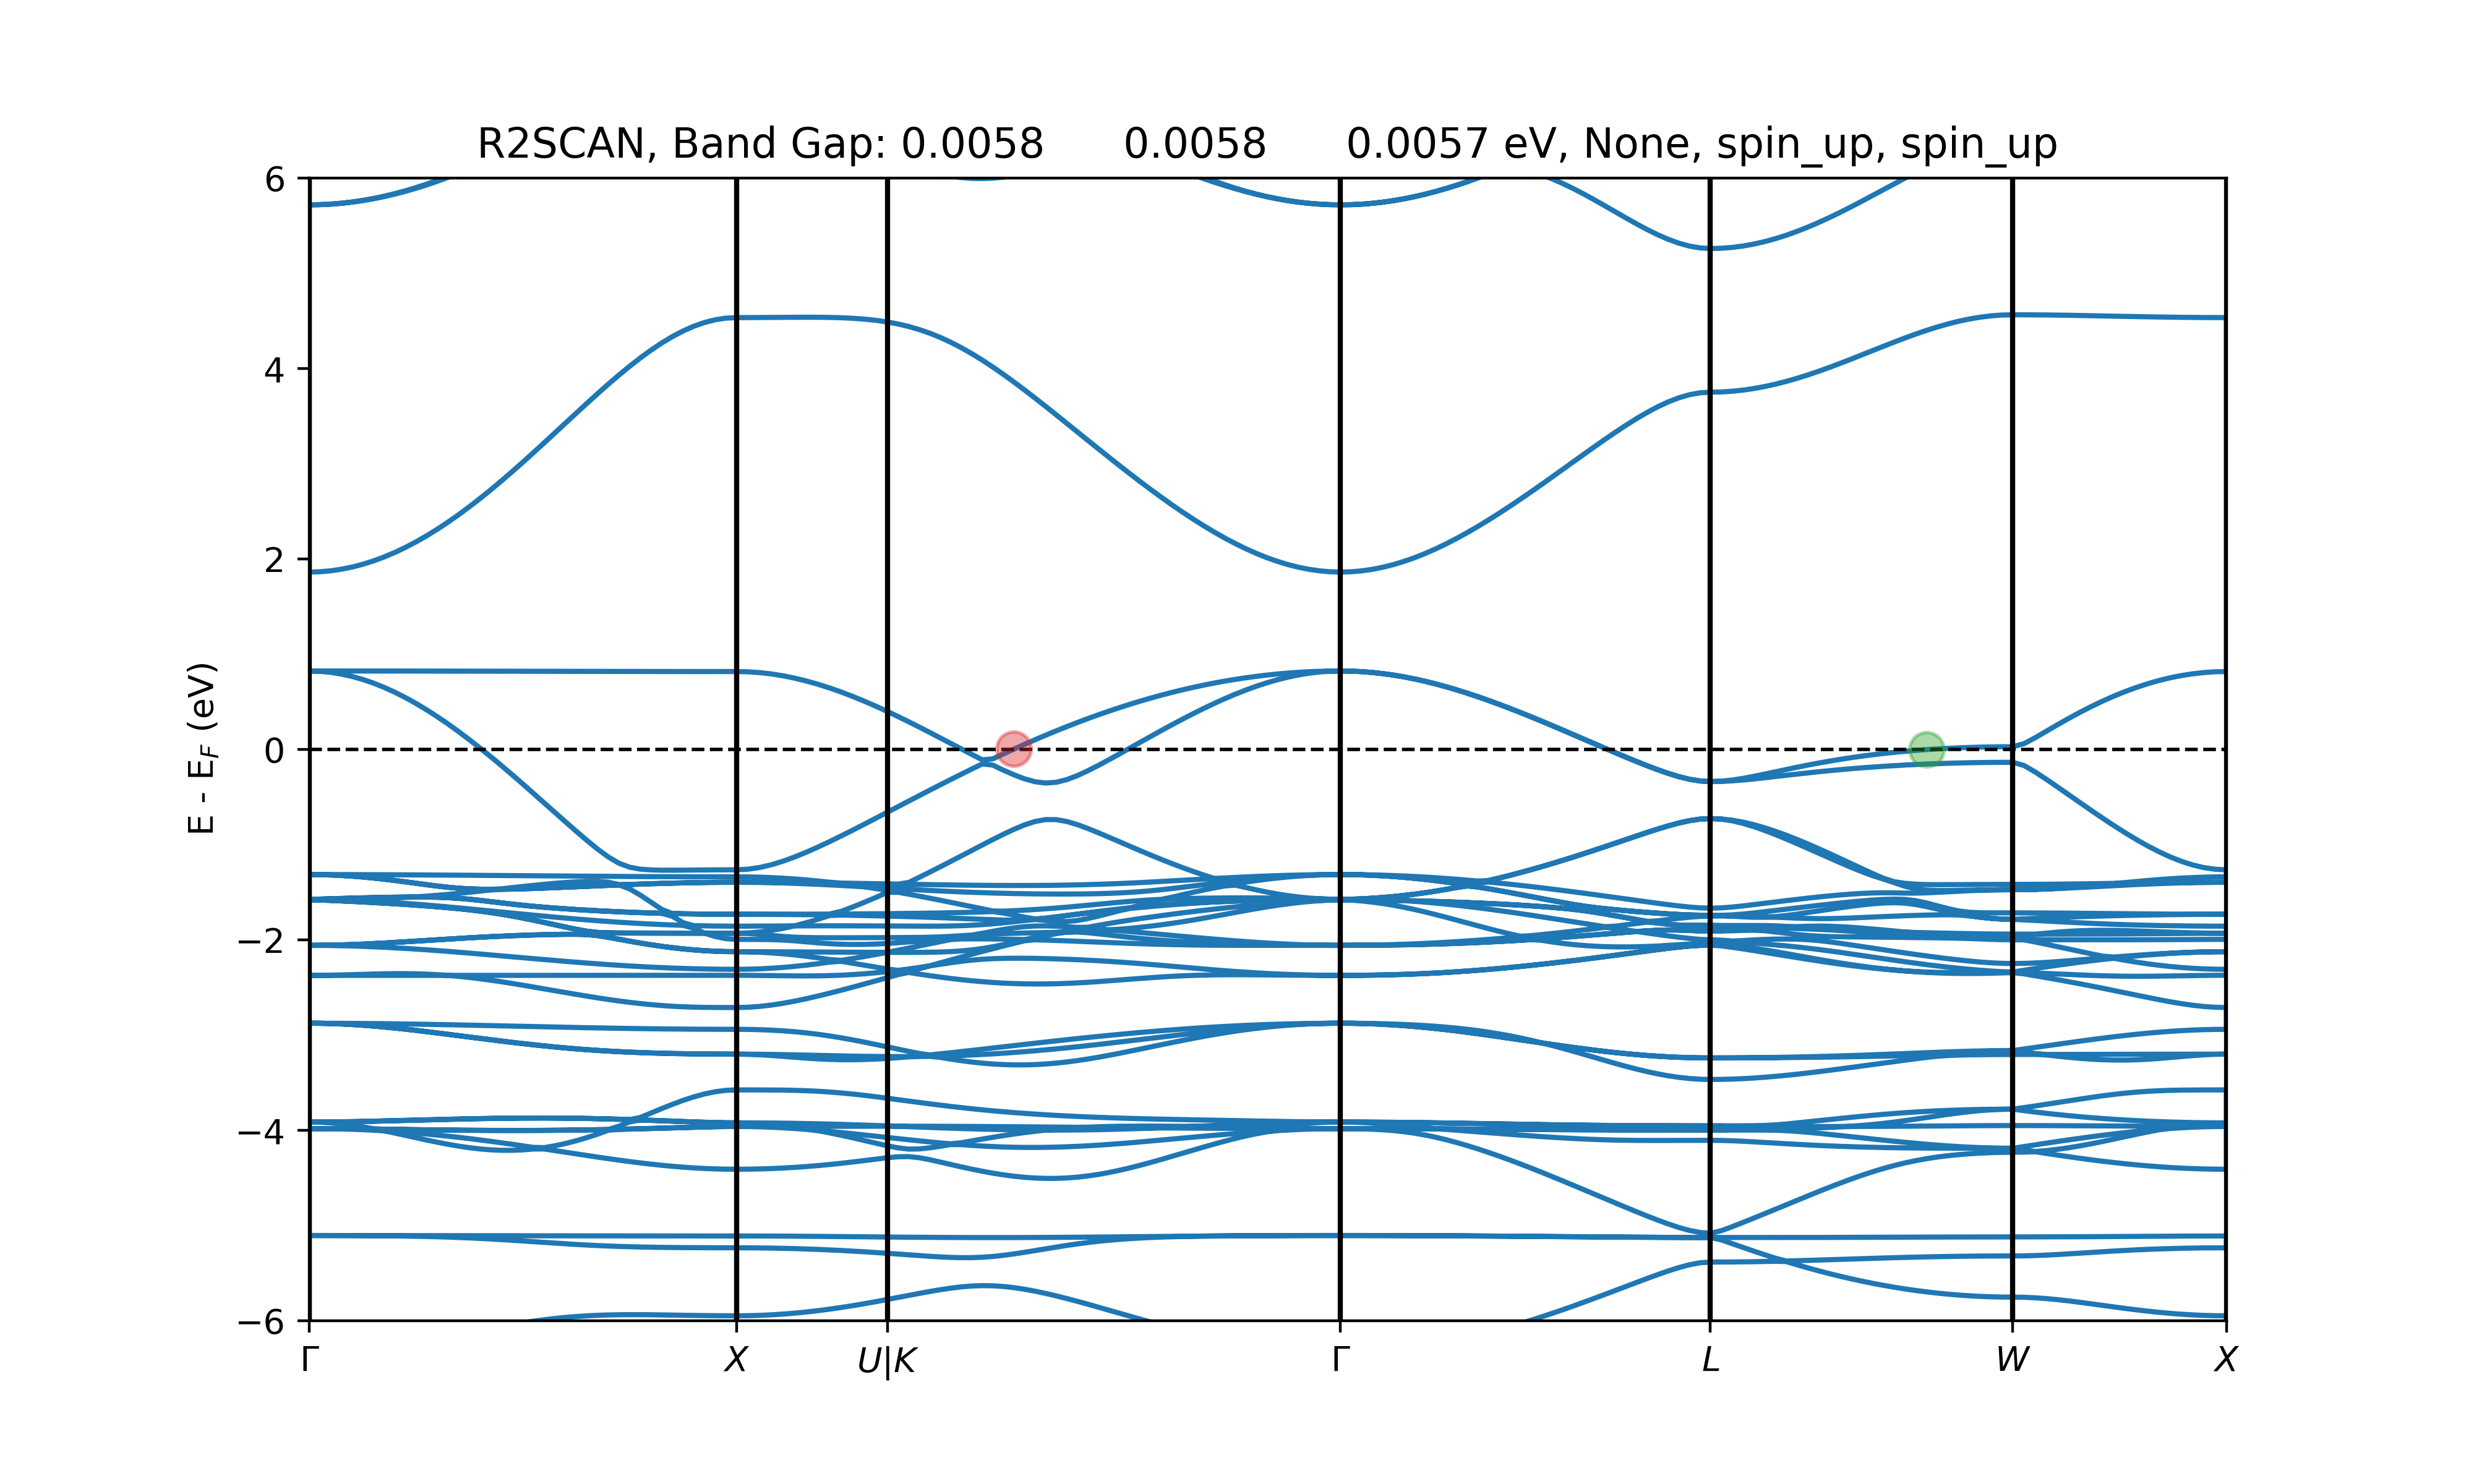 R2SCAN, Band Gap: 0.0058 0.0058 0.0057 eV, None, spin_up, spin_up
E - E_F (eV)
6
4
2
0
−2
−4
−6
Γ X U|K Γ L W X